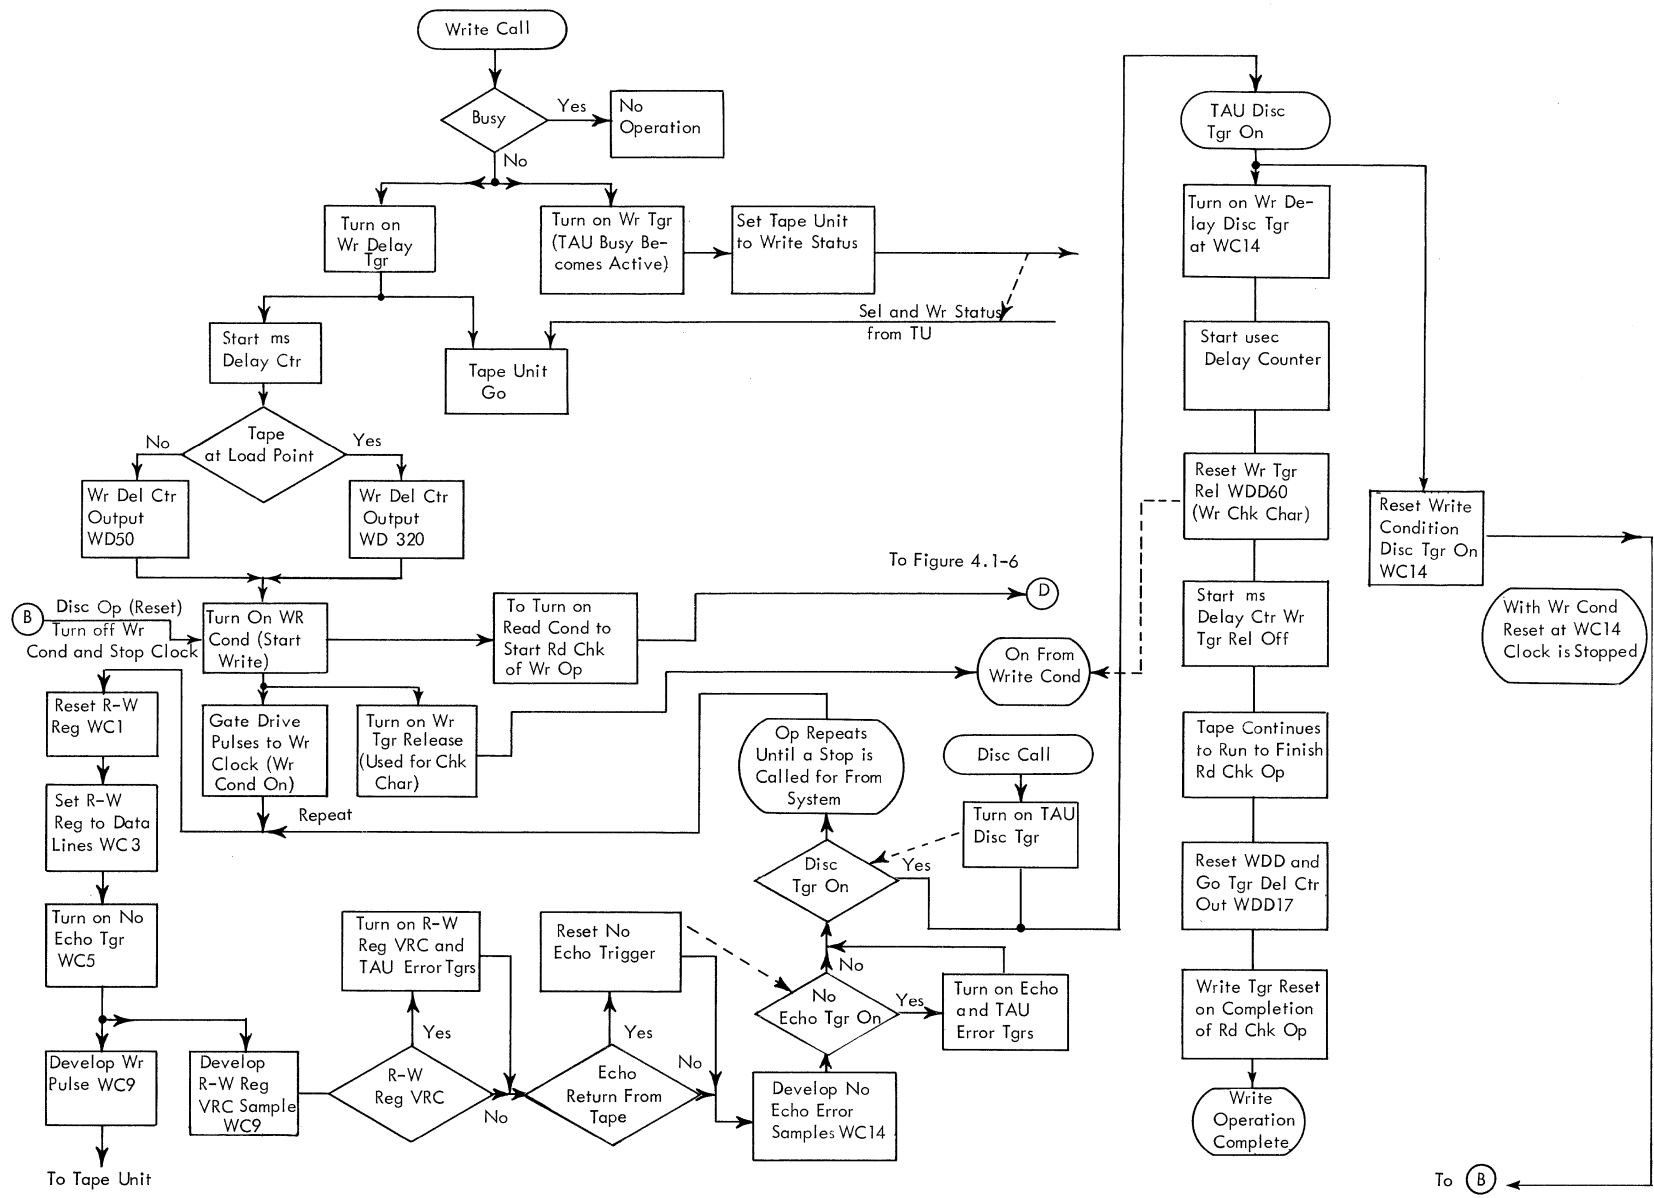 Write Call
Busy
Yes
No
Operation
No
Turn on
Wr Delay
Tgr
Turn on Wr Tgr
(TAU Busy Be-
comes Active)
Set Tape Unit
to Write Status
Sel and Wr Status
from TU
Start ms
Delay Ctr
Tape Unit
Go
Tape
at Load Point
No
Yes
Wr Del Ctr
Output
WD50
Wr Del Ctr
Output
WD 320
B
Disc Op (Reset)
Turn off Wr
Cond and Stop Clock
Turn On WR
Cond (Start
Write)
To Turn on
Read Cond to
Start Rd Chk
of Wr Op
To Figure 4.1-6
D
On From
Write Cond
Reset R-W
Reg WC1
Gate Drive
Pulses to Wr
Clock (Wr
Cond On)
Turn on Wr
Tgr Release
(Used for Chk
Char)
Repeat
Set R-W
Reg to Data
Lines WC3
Turn on No
Echo Tgr
WC5
Develop Wr
Pulse WC9
To Tape Unit
Develop
R-W Reg
VRC Sample
WC9
Turn on R-W
Reg VRC and
TAU Error Tgrs
Yes
R-W
Reg VRC
No
Reset No
Echo Trigger
Yes
Echo
Return From
Tape
No
Develop No
Echo Error
Samples WC14
No
Echo Tgr On
No
Yes
Turn on Echo
and TAU
Error Tgrs
Disc
Tgr On
Yes
Op Repeats
Until a Stop is
Called for From
System
Disc Call
Turn on TAU
Disc Tgr
TAU Disc
Tgr On
Turn on Wr De-
lay Disc Tgr
at WC14
Start usec
Delay Counter
Reset Wr Tgr
Rel WDD60
(Wr Chk Char)
Start ms
Delay Ctr Wr
Tgr Rel Off
Tape Continues
to Run to Finish
Rd Chk Op
Reset WDD and
Go Tgr Del Ctr
Out WDD17
Write Tgr Reset
on Completion
of Rd Chk Op
Write
Operation
Complete
Reset Write
Condition
Disc Tgr On
WC14
With Wr Cond
Reset at WC14
Clock is Stopped
To B